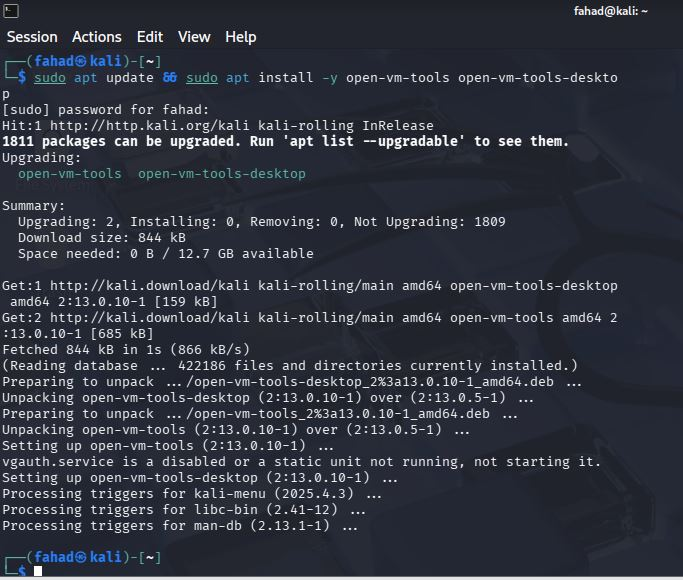 fahad@kali: ~
Session Actions Edit View Help
┌──(fahad㉿kali)-[~]
└─$ sudo apt update && sudo apt install -y open-vm-tools open-vm-tools-deskto
p
[sudo] password for fahad:
Hit:1 http://http.kali.org/kali kali-rolling InRelease
1811 packages can be upgraded. Run 'apt list --upgradable' to see them.
Upgrading:
  open-vm-tools  open-vm-tools-desktop

Summary:
  Upgrading: 2, Installing: 0, Removing: 0, Not Upgrading: 1809
  Download size: 844 kB
  Space needed: 0 B / 12.7 GB available

Get:1 http://kali.download/kali kali-rolling/main amd64 open-vm-tools-desktop
 amd64 2:13.0.10-1 [159 kB]
Get:2 http://kali.download/kali kali-rolling/main amd64 open-vm-tools amd64 2
:13.0.10-1 [685 kB]
Fetched 844 kB in 1s (866 kB/s)
(Reading database ... 422186 files and directories currently installed.)
Preparing to unpack .../open-vm-tools-desktop_2%3a13.0.10-1_amd64.deb ...
Unpacking open-vm-tools-desktop (2:13.0.10-1) over (2:13.0.5-1) ...
Preparing to unpack .../open-vm-tools_2%3a13.0.10-1_amd64.deb ...
Unpacking open-vm-tools (2:13.0.10-1) over (2:13.0.5-1) ...
Setting up open-vm-tools (2:13.0.10-1) ...
vgauth.service is a disabled or a static unit not running, not starting it.
Setting up open-vm-tools-desktop (2:13.0.10-1) ...
Processing triggers for kali-menu (2025.4.3) ...
Processing triggers for libc-bin (2.41-12) ...
Processing triggers for man-db (2.13.1-1) ...

┌──(fahad㉿kali)-[~]
└─$